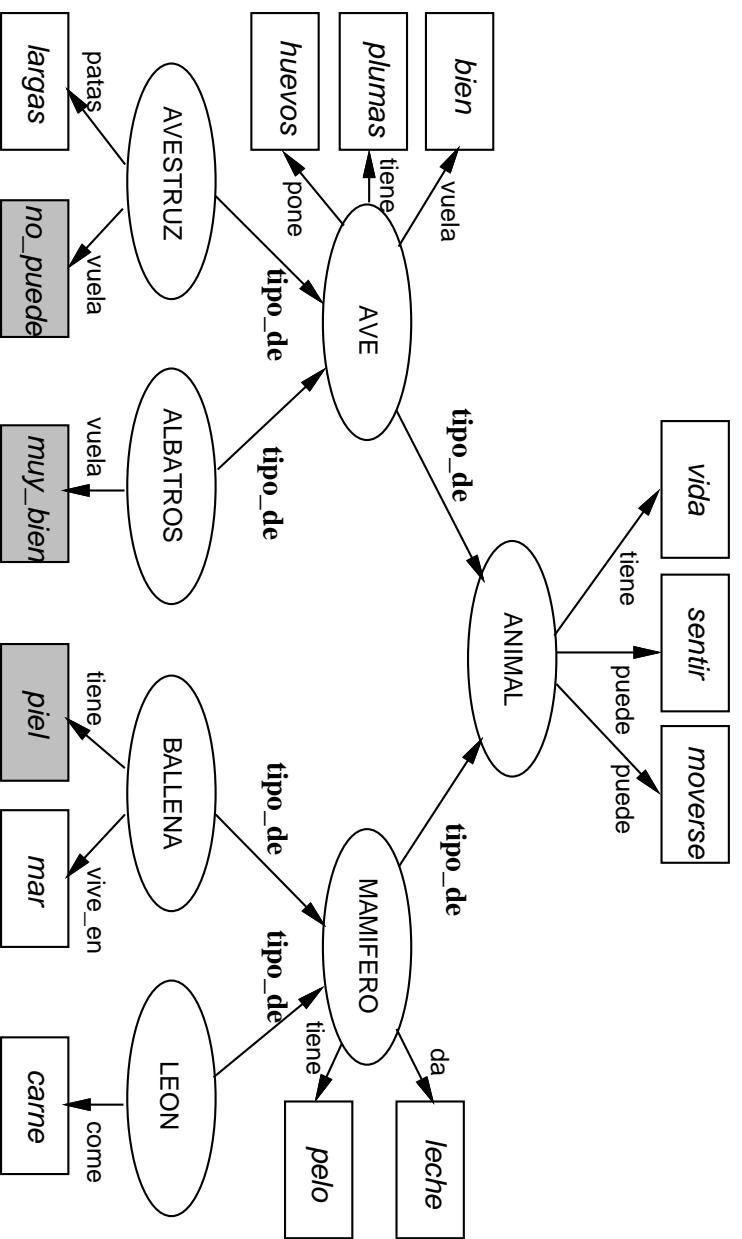 vida
sentir
moverse
tiene
puede
puede
ANIMAL
bien
vuela
tipo_de
tipo_de
da
leche
plumas
tiene
AVE
MAMIFERO
huevos
pone
tiene
pelo
tipo_de
tipo_de
tipo_de
tipo_de
AVESTRUZ
ALBATROS
BALLENA
LEON
patas
vuela
vuela
tiene
vive_en
come
largas
no_puede
muy_bien
piel
mar
carne